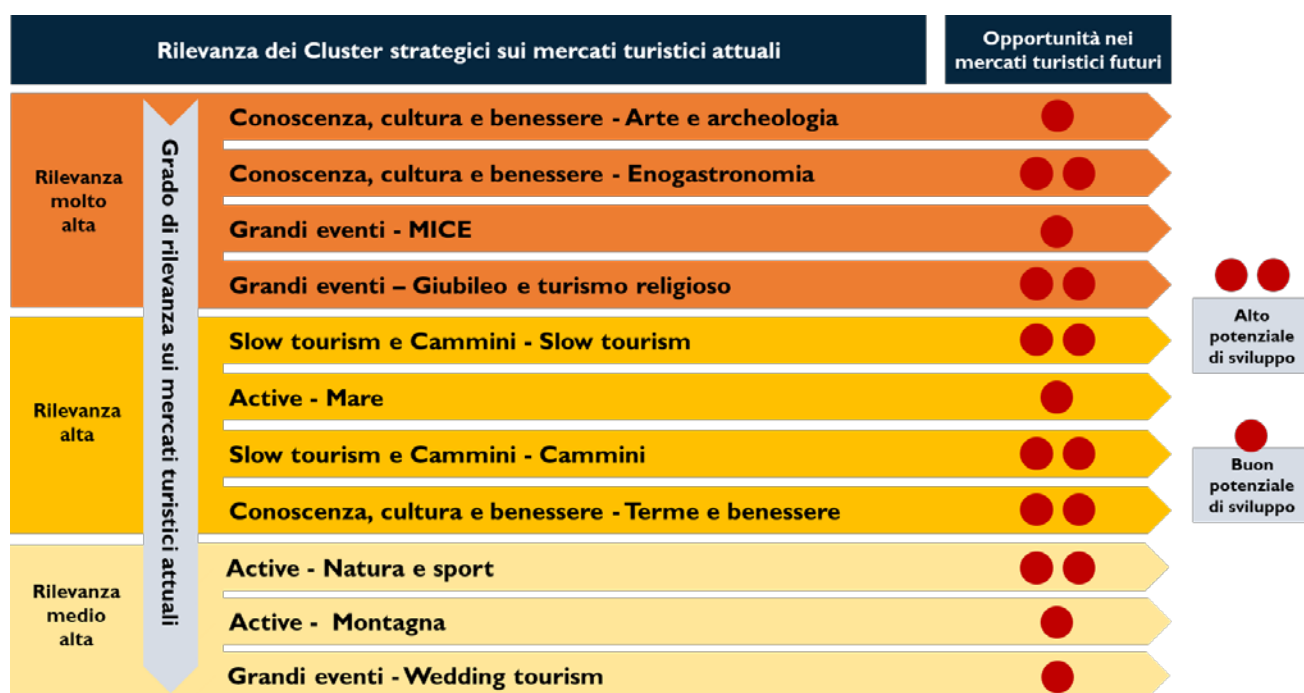 Rilevanza dei Cluster strategici sui mercati turistici attuali
Opportunità nei
mercati turistici futuri
Grado di rilevanza sui mercati turistici attuali
Rilevanza
molto
alta
Conoscenza, cultura e benessere - Arte e archeologia
Conoscenza, cultura e benessere - Enogastronomia
Grandi eventi - MICE
Grandi eventi – Giubileo e turismo religioso
Rilevanza
alta
Slow tourism e Cammini - Slow tourism
Active - Mare
Slow tourism e Cammini - Cammini
Conoscenza, cultura e benessere - Terme e benessere
Rilevanza
medio
alta
Active - Natura e sport
Active - Montagna
Grandi eventi - Wedding tourism
Alto
potenziale
di sviluppo
Buon
potenziale
di sviluppo